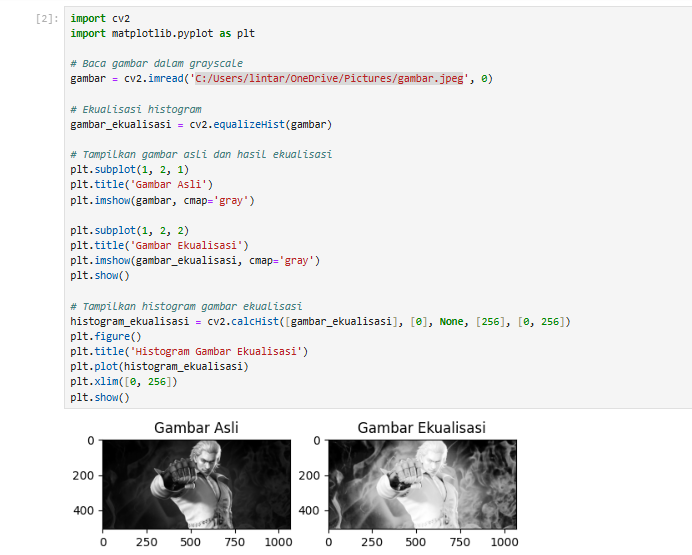 [2]:
import cv2
import matplotlib.pyplot as plt
# Baca gambar dalam grayscale
gambar = cv2.imread('C:/Users/lintar/OneDrive/Pictures/gambar.jpeg', 0)
# Ekualisasi histogram
gambar_ekualisasi = cv2.equalizeHist(gambar)
# Tampilkan gambar asli dan hasil ekualisasi
plt.subplot(1, 2, 1)
plt.title('Gambar Asli')
plt.imshow(gambar, cmap='gray')
plt.subplot(1, 2, 2)
plt.title('Gambar Ekualisasi')
plt.imshow(gambar_ekualisasi, cmap='gray')
plt.show()
# Tampilkan histogram gambar ekualisasi
histogram_ekualisasi = cv2.calcHist([gambar_ekualisasi], [0], None, [256], [0, 256])
plt.figure()
plt.title('Histogram Gambar Ekualisasi')
plt.plot(histogram_ekualisasi)
plt.xlim([0, 256])
plt.show()
Gambar Asli
0
200
400
0 250 500 750 1000
Gambar Ekualisasi
0
200
400
0 250 500 750 1000